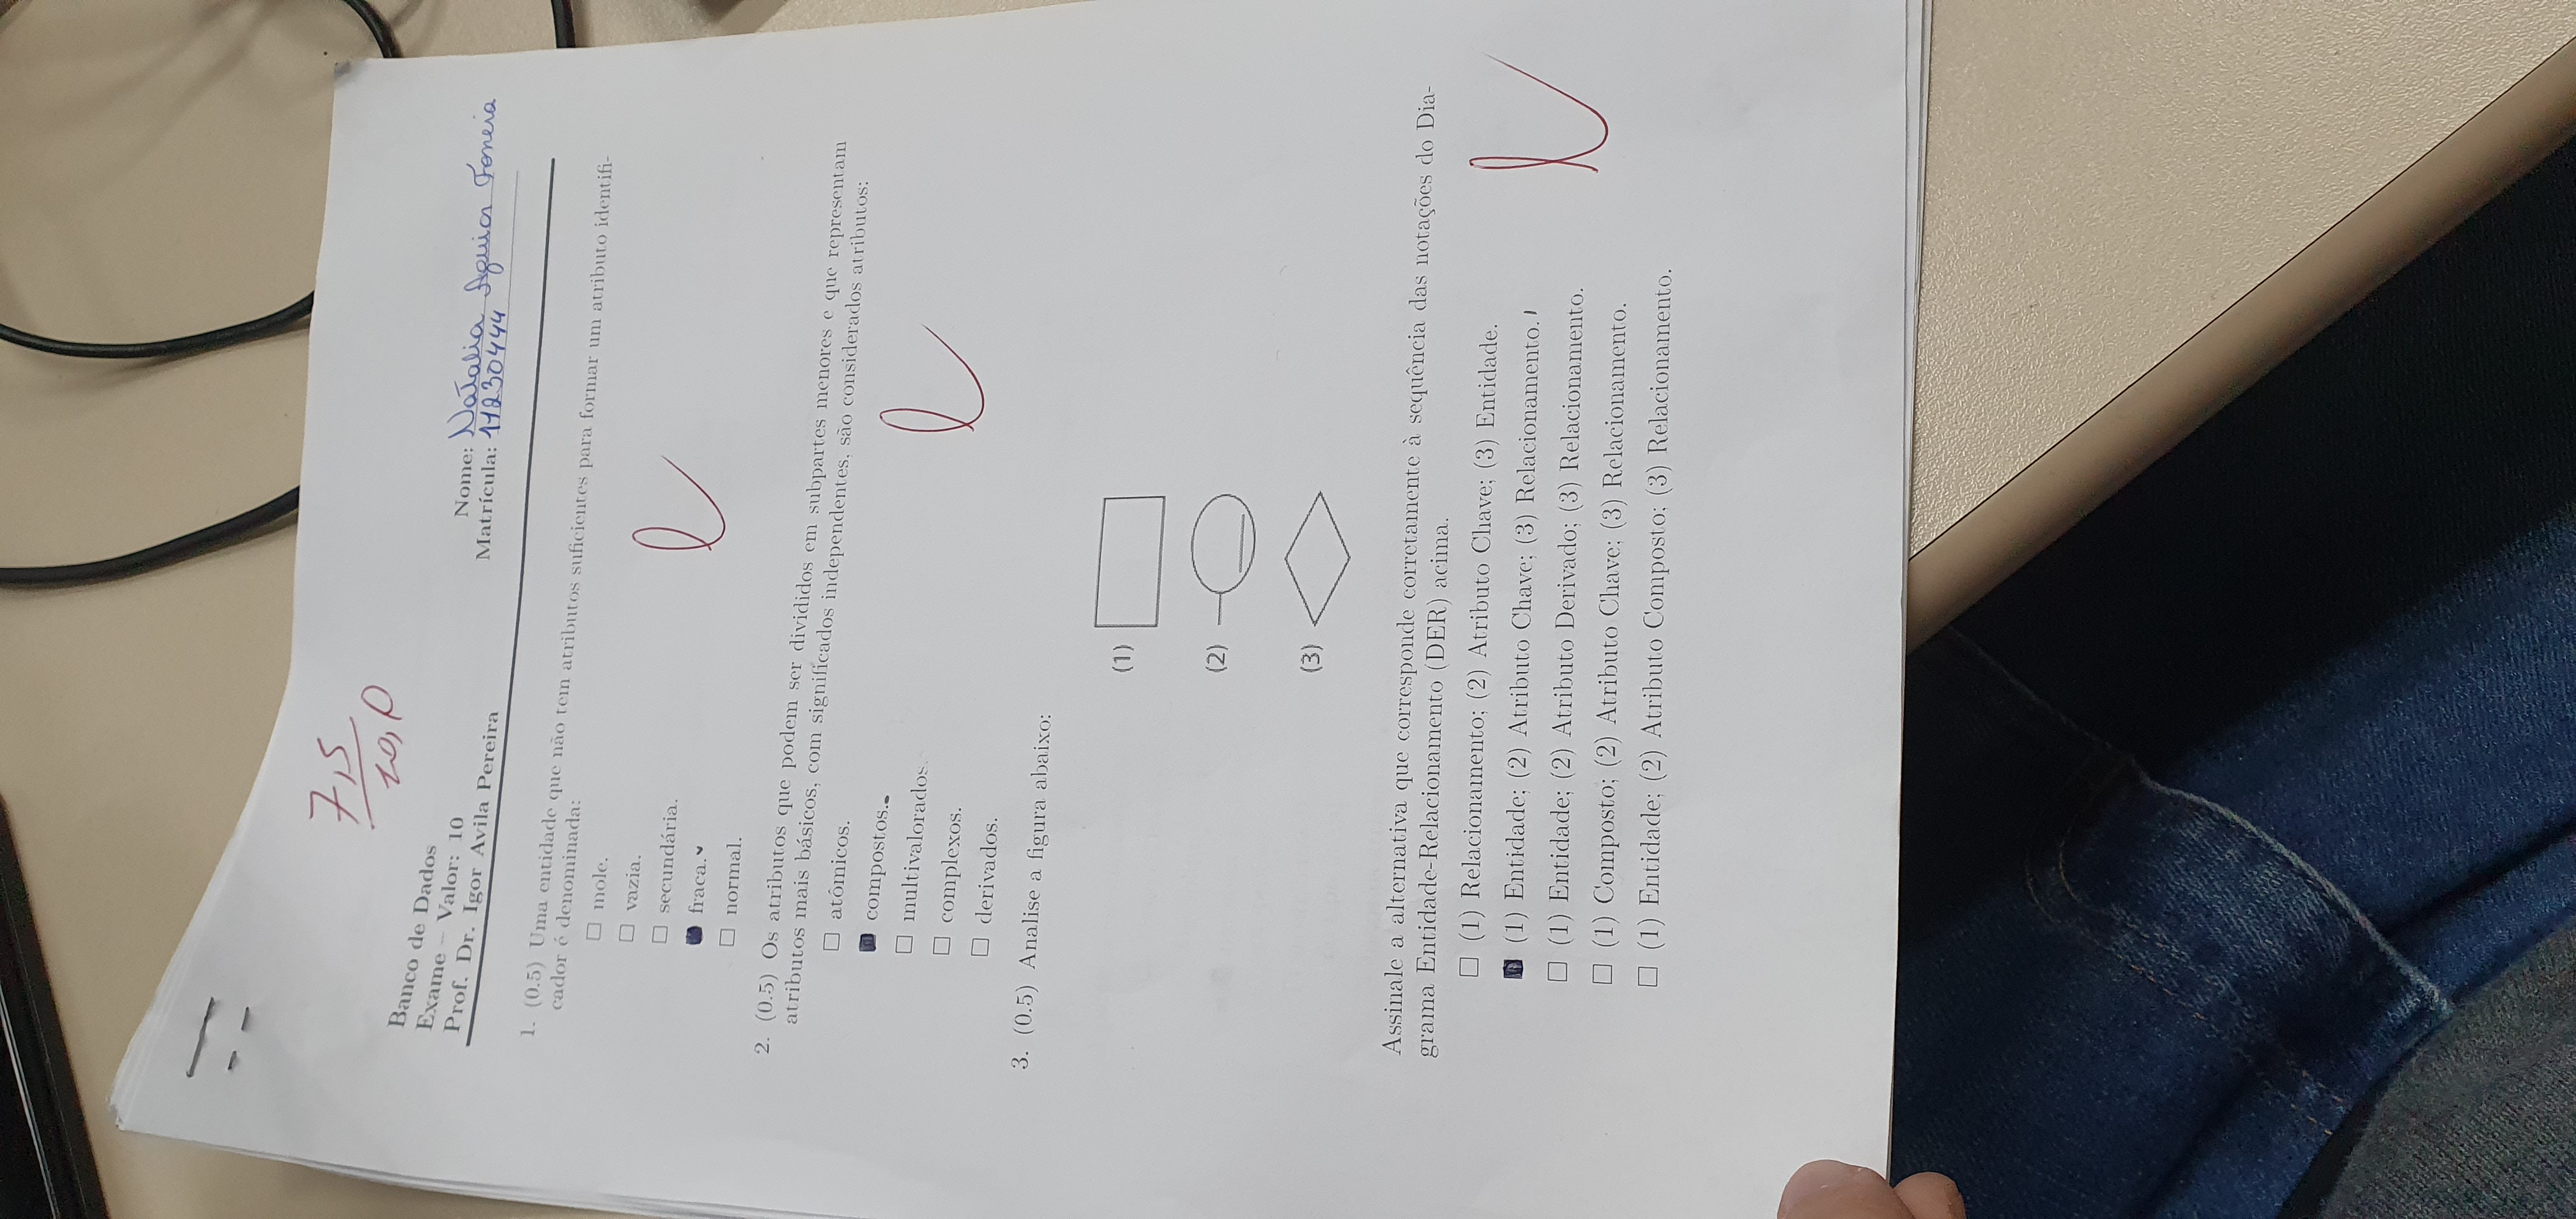 7,5
10,0
Banco de Dados
Exame – Valor: 10
Prof. Dr. Igor Avila Pereira
Nome: Natalia Aguiar
Matrícula: 11230444
1. (0.5) Uma entidade que não tem atributos suficientes para formar um atributo identifi-
cador é denominada:
mole.
vazia.
secundária.
fraca.
normal.
2. (0.5) Os atributos que podem ser divididos em subpartes menores e que representam
atributos mais básicos, com significados independentes, são considerados atributos:
atômicos.
compostos.
multivalorados.
complexos.
derivados.
3. (0.5) Analise a figura abaixo:
(1)
(2)
(3)
Assinale a alternativa que corresponde corretamente à sequência das notações do Dia-
grama Entidade-Relacionamento (DER) acima.
(1) Relacionamento; (2) Atributo Chave; (3) Entidade.
(1) Entidade; (2) Atributo Chave; (3) Relacionamento.
(1) Entidade; (2) Atributo Derivado; (3) Relacionamento.
(1) Composto; (2) Atributo Chave; (3) Relacionamento.
(1) Entidade; (2) Atributo Composto; (3) Relacionamento.